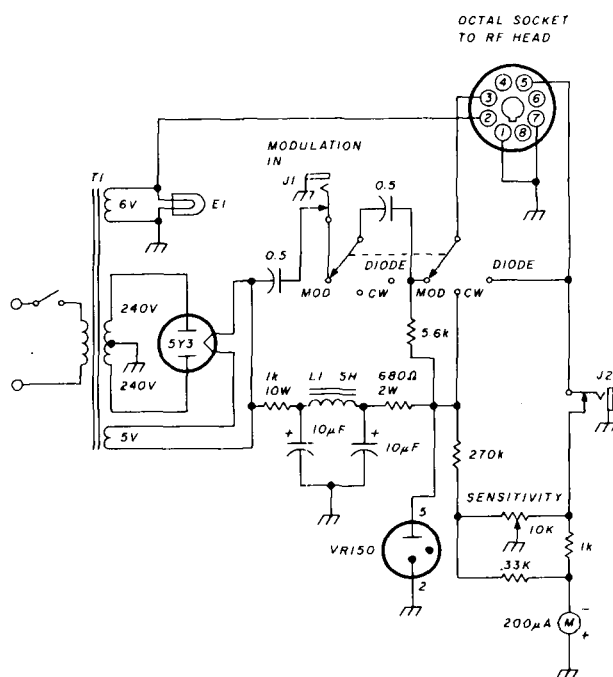 OCTAL SOCKET
TO RF HEAD
4 5
3 6
2 7
1 8
MODULATION
IN
J1
T1
6V
E1
0.5
0.5
DIODE
DIODE
MOD
CW
MOD
CW
240V
5Y3
240V
5V
5.6k
1k
10W
L1 5H
680Ω
2W
+
10µF
+
10µF
J2
270k
SENSITIVITY
10K
1k
.33K
5
VR150
2
200µA
M
-
+